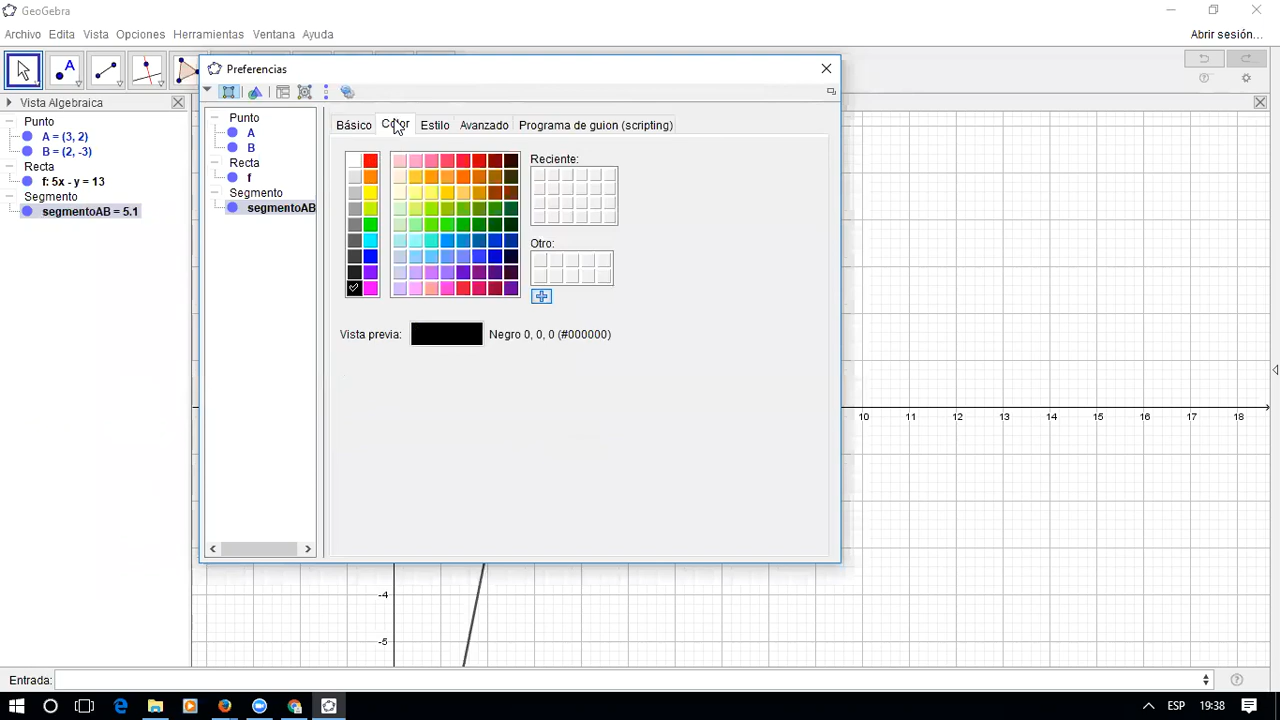 GeoGebra
Archivo Edita Vista Opciones Herramientas Ventana Ayuda
Abrir sesión...
Vista Algebraica
Punto
A = (3, 2)
B = (2, -3)
Recta
f: 5x - y = 13
Segmento
segmentoAB = 5.1
Preferencias
Punto
A
B
Recta
f
Segmento
segmentoAB
Básico Color Estilo Avanzado Programa de guion (scripting)
Reciente:
Otro:
Vista previa: Negro 0, 0, 0 (#000000)
10 11 12 13 14 15 16 17 18
-4
-5
Entrada:
ESP 19:38